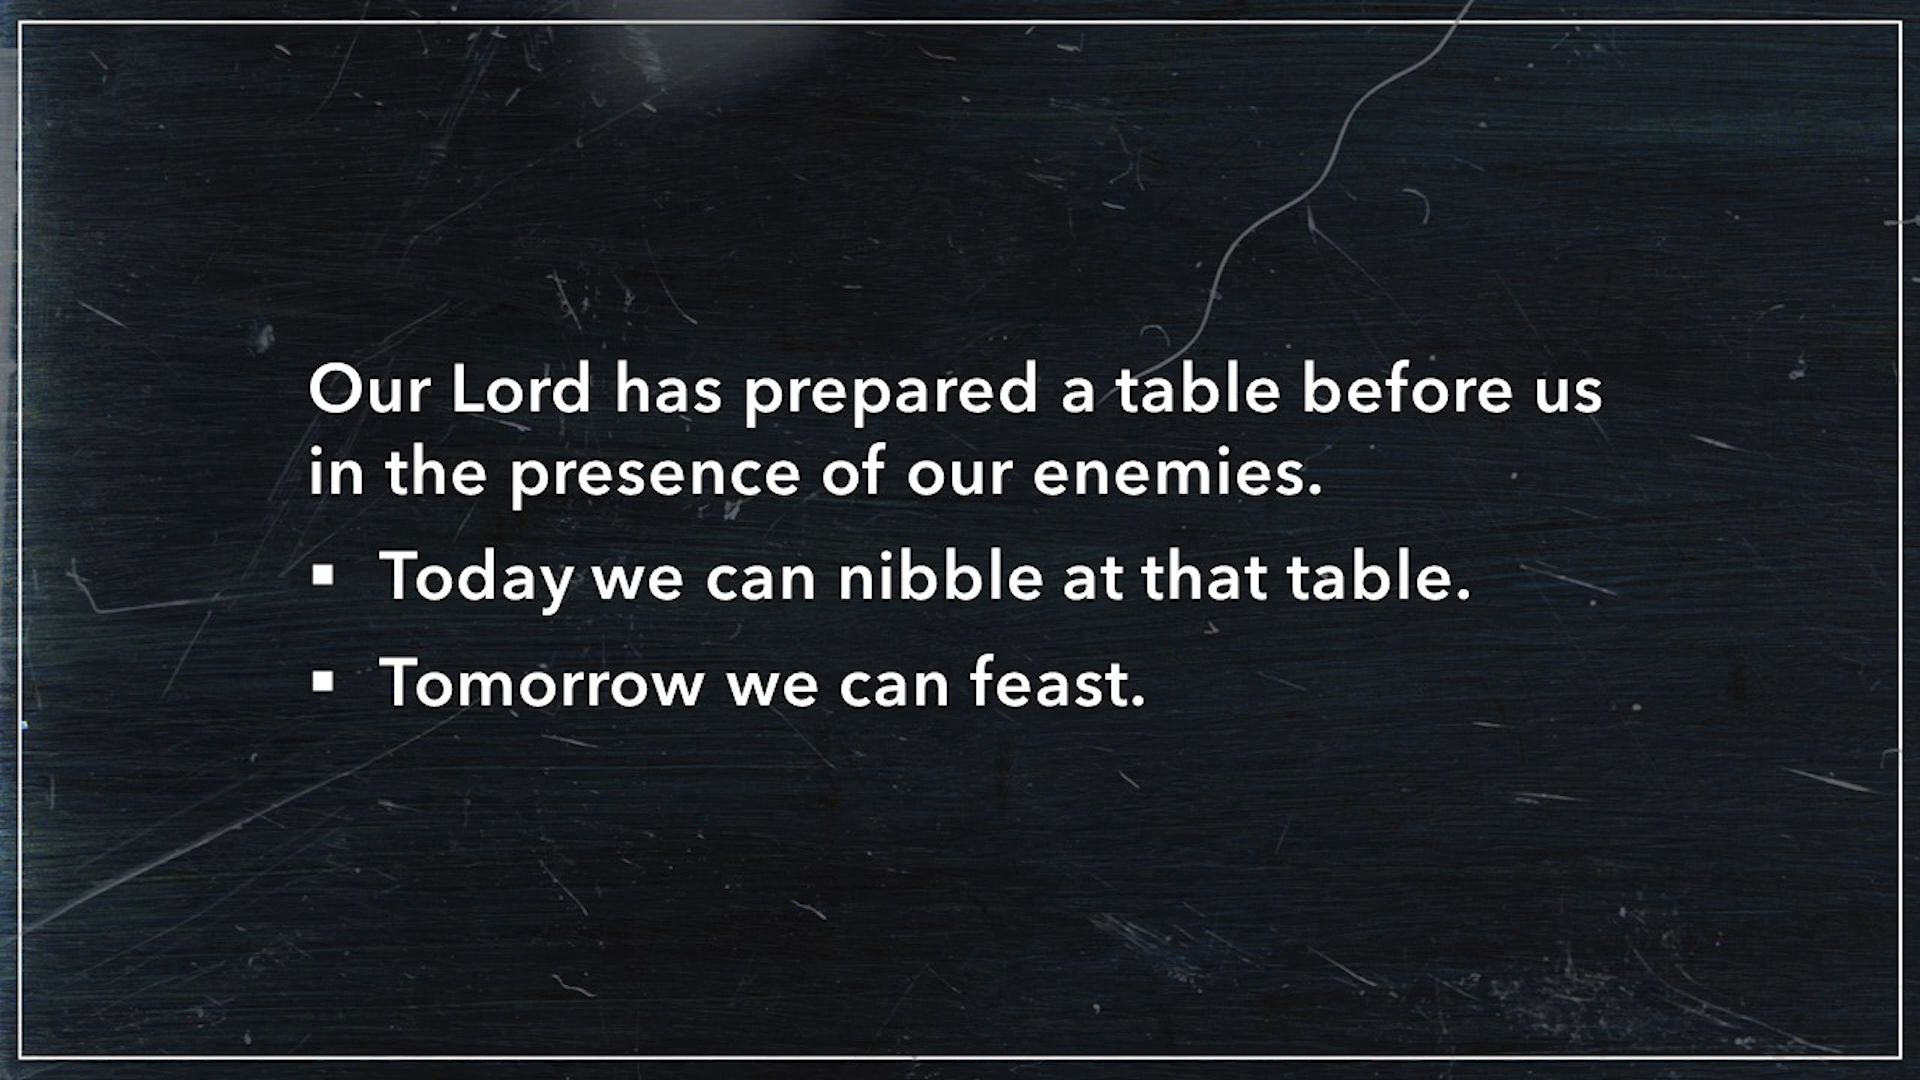 Our Lord has prepared a table before us
in the presence of our enemies.
▪ Today we can nibble at that table.
▪ Tomorrow we can feast.